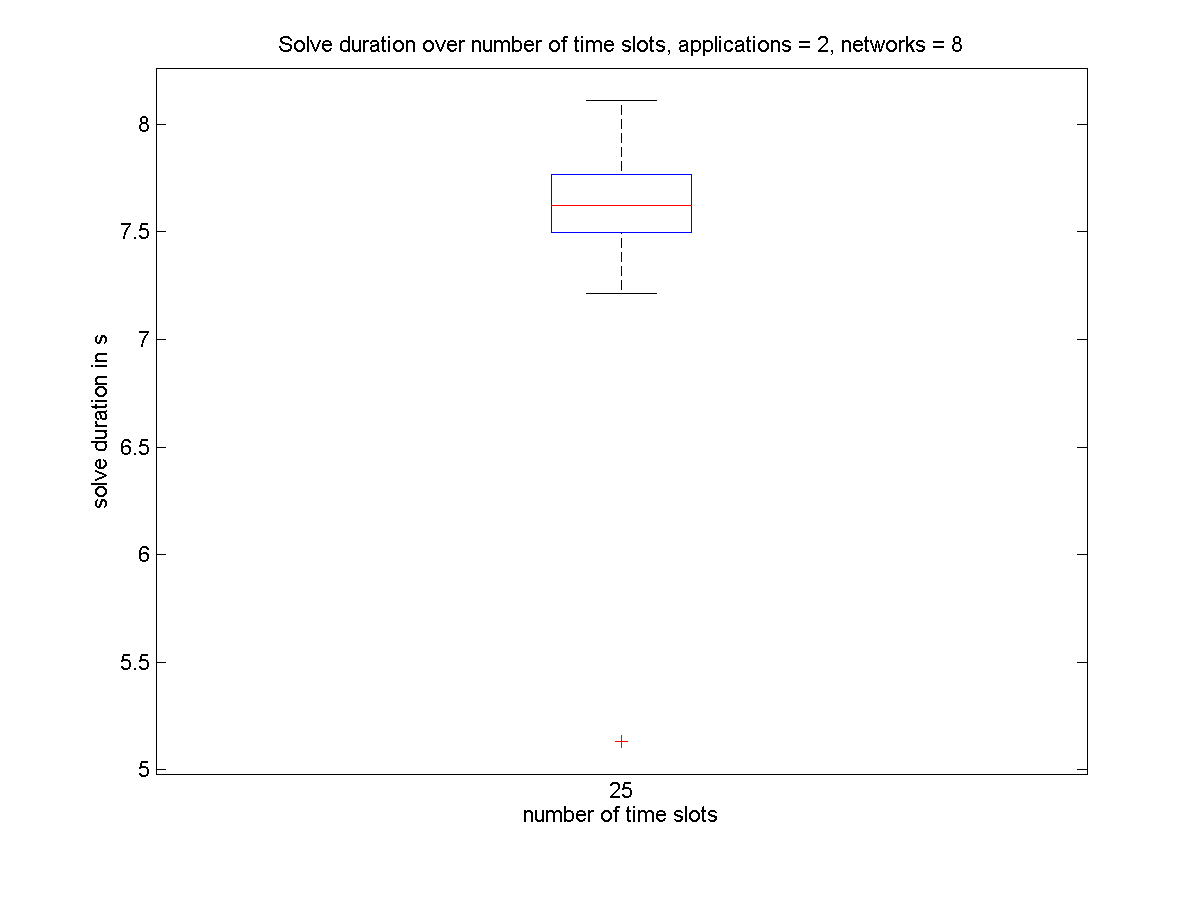 Solve duration over number of time slots, applications = 2, networks = 8
8
7.5
7
6.5
6
5.5
5
solve duration in s
25
number of time slots